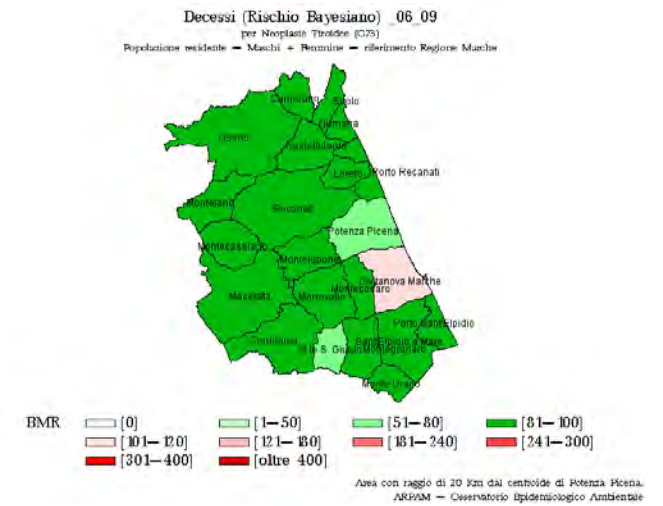 Decessi (Rischio Bayesiano) _06_09
per Neoplasie Tiroidee (C73)
Popolazione residente — Maschi + Femmine — riferimento Regione Marche
Camerano
Sirolo
Numana
Osimo
Castelfidardo
Loreto
Porto Recanati
Montefano
Recanati
Potenza Picena
Montecassiano
Montelupone
Civitanova Marche
Montecosaro
Macerata
Morrovalle
Porto Sant'Elpidio
Corridonia
M.te S. Giusto
Sant'Elpidio a Mare
Montegranaro
Monte Urano
BMR [0] [1—50] [51—80] [81—100]
[101—120] [121—180] [181—240] [241—300]
[301—400] [oltre 400]
Area con raggio di 20 Km dal centroide di Potenza Picena.
ARPAM — Osservatorio Epidemiologico Ambientale